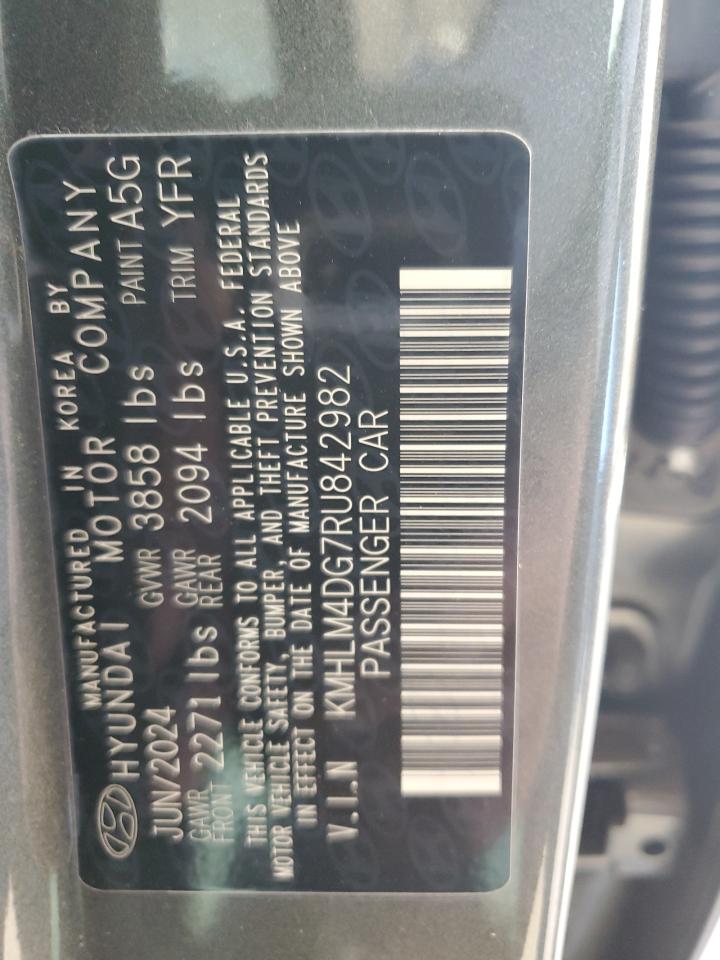 MANUFACTURED IN KOREA BY
HYUNDAI MOTOR COMPANY
JUN/2024 GVWR 3858 lbs PAINT A5G
GAWR FRONT 2271 lbs GAWR REAR 2094 lbs TRIM YFR
THIS VEHICLE CONFORMS TO ALL APPLICABLE U.S.A. FEDERAL
MOTOR VEHICLE SAFETY, BUMPER, AND THEFT PREVENTION STANDARDS
IN EFFECT ON THE DATE OF MANUFACTURE SHOWN ABOVE
V.I.N KMHLM4DG7RU842982
PASSENGER CAR